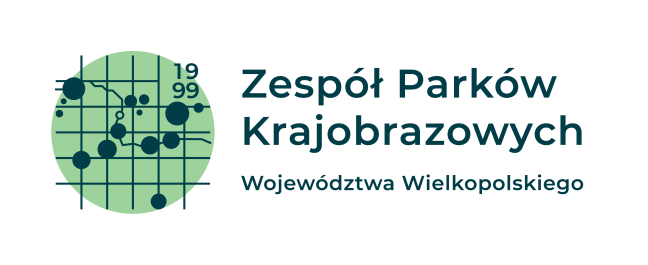 19
99
Zespół Parków
Krajobrazowych
Województwa Wielkopolskiego